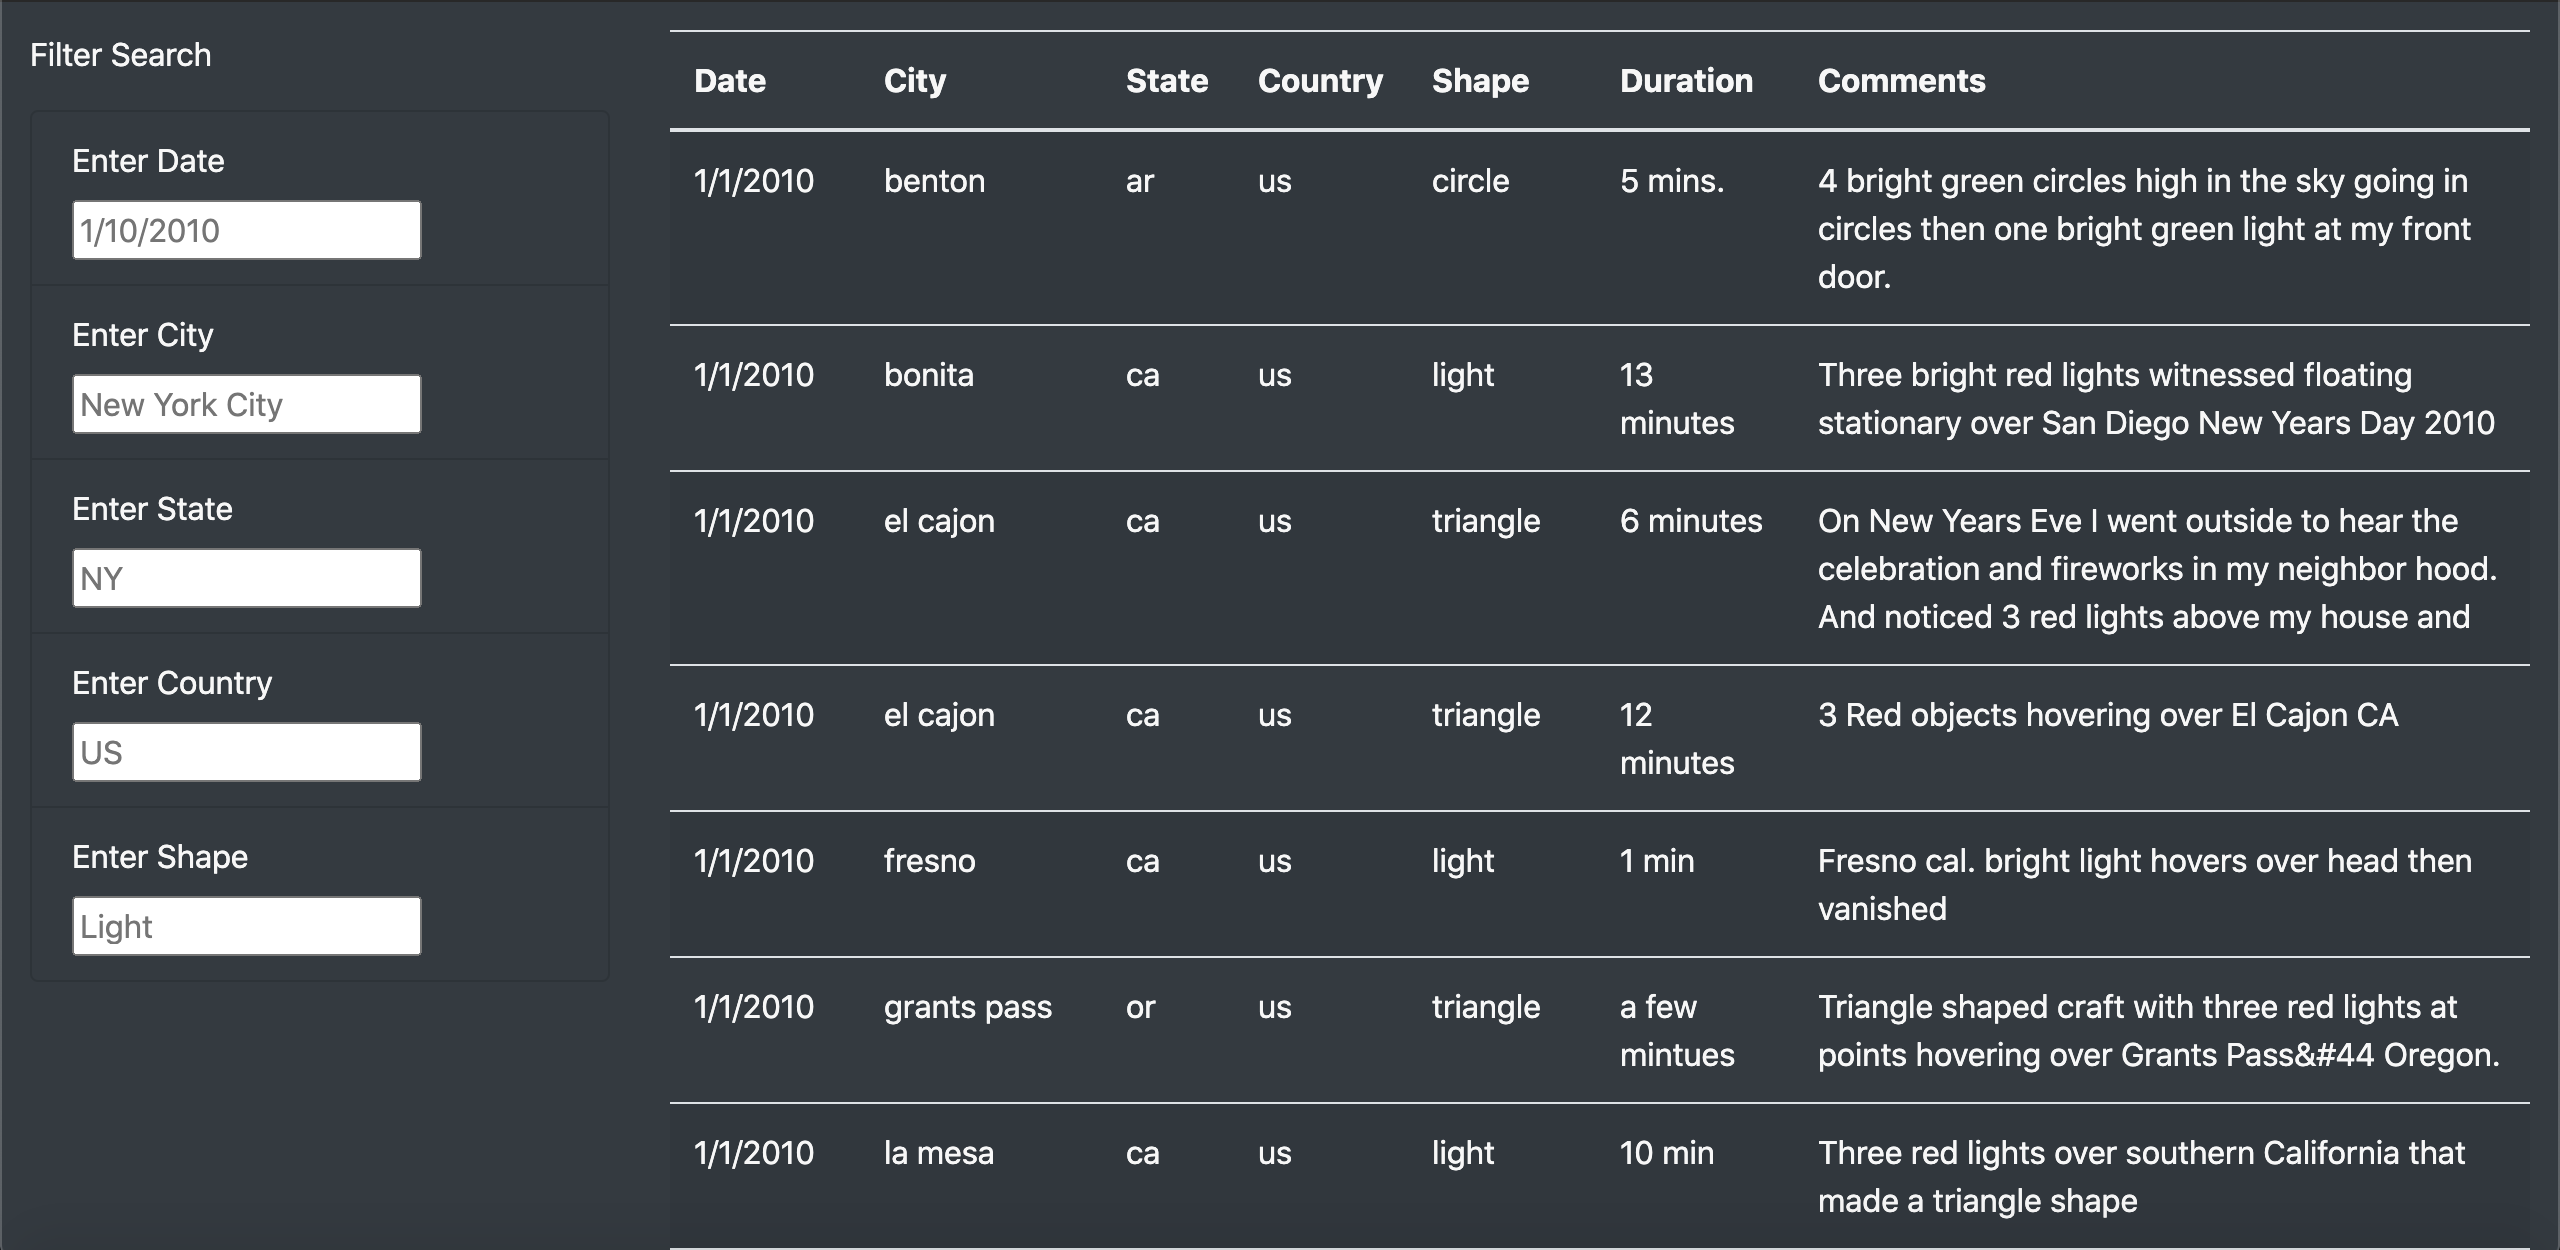 Filter Search
Enter Date
1/10/2010
Enter City
New York City
Enter State
NY
Enter Country
US
Enter Shape
Light
Date City State Country Shape Duration Comments
1/1/2010 benton ar us circle 5 mins. 4 bright green circles high in the sky going in
circles then one bright green light at my front
door.
1/1/2010 bonita ca us light 13 Three bright red lights witnessed floating
minutes stationary over San Diego New Years Day 2010
1/1/2010 el cajon ca us triangle 6 minutes On New Years Eve I went outside to hear the
celebration and fireworks in my neighbor hood.
And noticed 3 red lights above my house and
1/1/2010 el cajon ca us triangle 12 3 Red objects hovering over El Cajon CA
minutes
1/1/2010 fresno ca us light 1 min Fresno cal. bright light hovers over head then
vanished
1/1/2010 grants pass or us triangle a few Triangle shaped craft with three red lights at
mintues points hovering over Grants Pass&#44 Oregon.
1/1/2010 la mesa ca us light 10 min Three red lights over southern California that
made a triangle shape